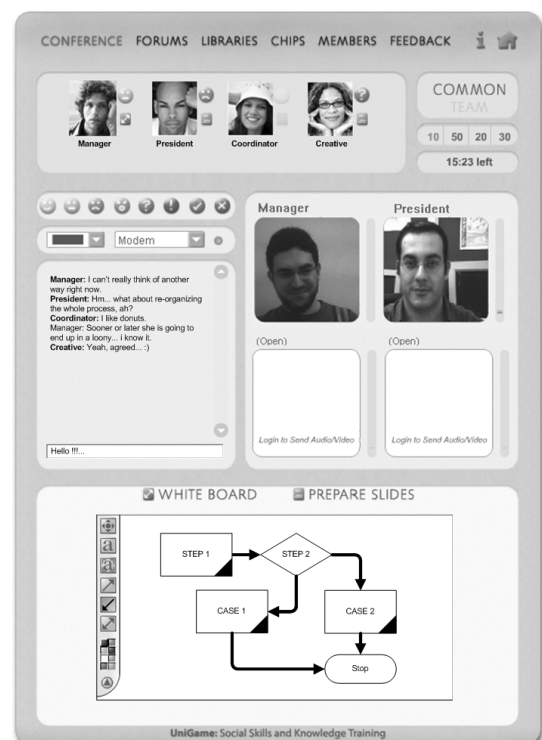 CONFERENCE FORUMS LIBRARIES CHIPS MEMBERS FEEDBACK i
Manager President Coordinator Creative
COMMON
TEAM
10 50 20 30
15:23 left
Modem
Manager: I can't really think of another
way right now.
President: Hm... what about re-organizing
the whole process, ah?
Coordinator: I like donuts.
Manager: Sooner or later she is going to
end up in a loony... i know it.
Creative: Yeah, agreed... :)
Hello !!!...
Manager President
(Open) (Open)
Login to Send Audio/Video Login to Send Audio/Video
WHITE BOARD PREPARE SLIDES
a
a
STEP 1 STEP 2
CASE 1 CASE 2
Stop
UniGame: Social Skills and Knowledge Training